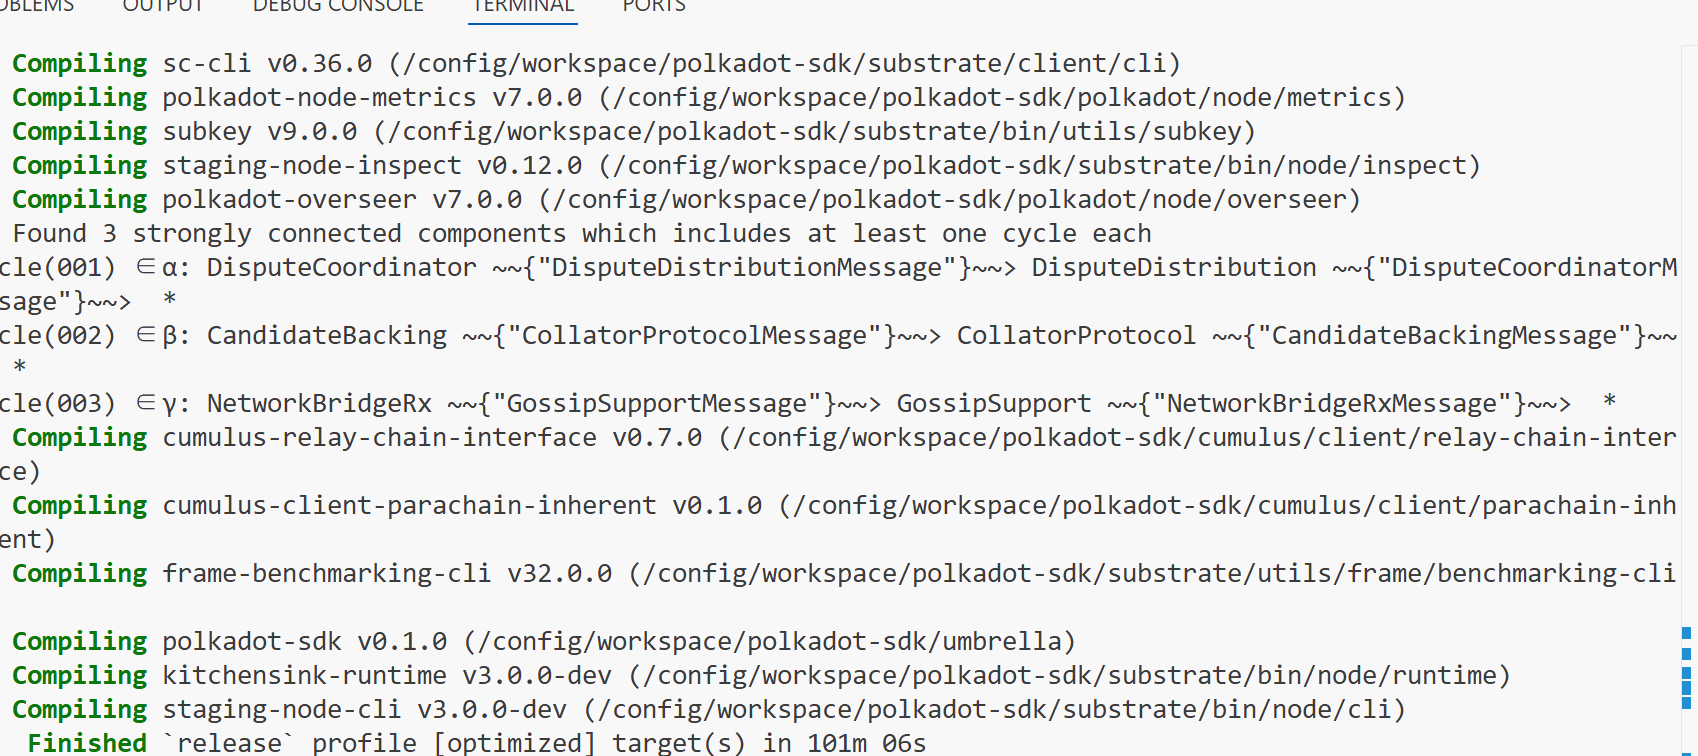 OBLEMS OUTPUT DEBUG CONSOLE TERMINAL PORTS
Compiling sc-cli v0.36.0 (/config/workspace/polkadot-sdk/substrate/client/cli)
Compiling polkadot-node-metrics v7.0.0 (/config/workspace/polkadot-sdk/polkadot/node/metrics)
Compiling subkey v9.0.0 (/config/workspace/polkadot-sdk/substrate/bin/utils/subkey)
Compiling staging-node-inspect v0.12.0 (/config/workspace/polkadot-sdk/substrate/bin/node/inspect)
Compiling polkadot-overseer v7.0.0 (/config/workspace/polkadot-sdk/polkadot/node/overseer)
Found 3 strongly connected components which includes at least one cycle each
cle(001) ∈ α: DisputeCoordinator ~~{"DisputeDistributionMessage"}~~> DisputeDistribution ~~{"DisputeCoordinatorM
sage"}~~>  *
cle(002) ∈ β: CandidateBacking ~~{"CollatorProtocolMessage"}~~> CollatorProtocol ~~{"CandidateBackingMessage"}~~
*
cle(003) ∈ γ: NetworkBridgeRx ~~{"GossipSupportMessage"}~~> GossipSupport ~~{"NetworkBridgeRxMessage"}~~>  *
Compiling cumulus-relay-chain-interface v0.7.0 (/config/workspace/polkadot-sdk/cumulus/client/relay-chain-inter
ce)
Compiling cumulus-client-parachain-inherent v0.1.0 (/config/workspace/polkadot-sdk/cumulus/client/parachain-inh
ent)
Compiling frame-benchmarking-cli v32.0.0 (/config/workspace/polkadot-sdk/substrate/utils/frame/benchmarking-cli
Compiling polkadot-sdk v0.1.0 (/config/workspace/polkadot-sdk/umbrella)
Compiling kitchensink-runtime v3.0.0-dev (/config/workspace/polkadot-sdk/substrate/bin/node/runtime)
Compiling staging-node-cli v3.0.0-dev (/config/workspace/polkadot-sdk/substrate/bin/node/cli)
Finished `release` profile [optimized] target(s) in 101m 06s